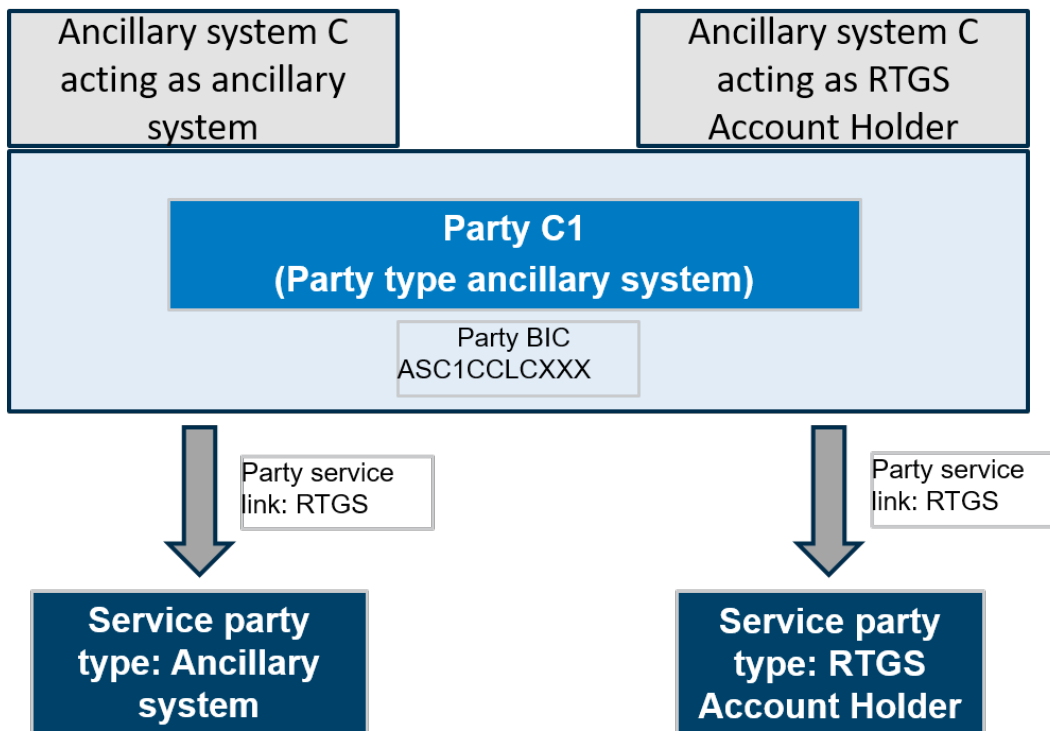 Ancillary system C
acting as ancillary
system
Ancillary system C
acting as RTGS
Account Holder
Party C1
(Party type ancillary system)
Party BIC
ASC1CCLCXXX
Party service
link: RTGS
Party service
link: RTGS
Service party
type: Ancillary
system
Service party
type: RTGS
Account Holder